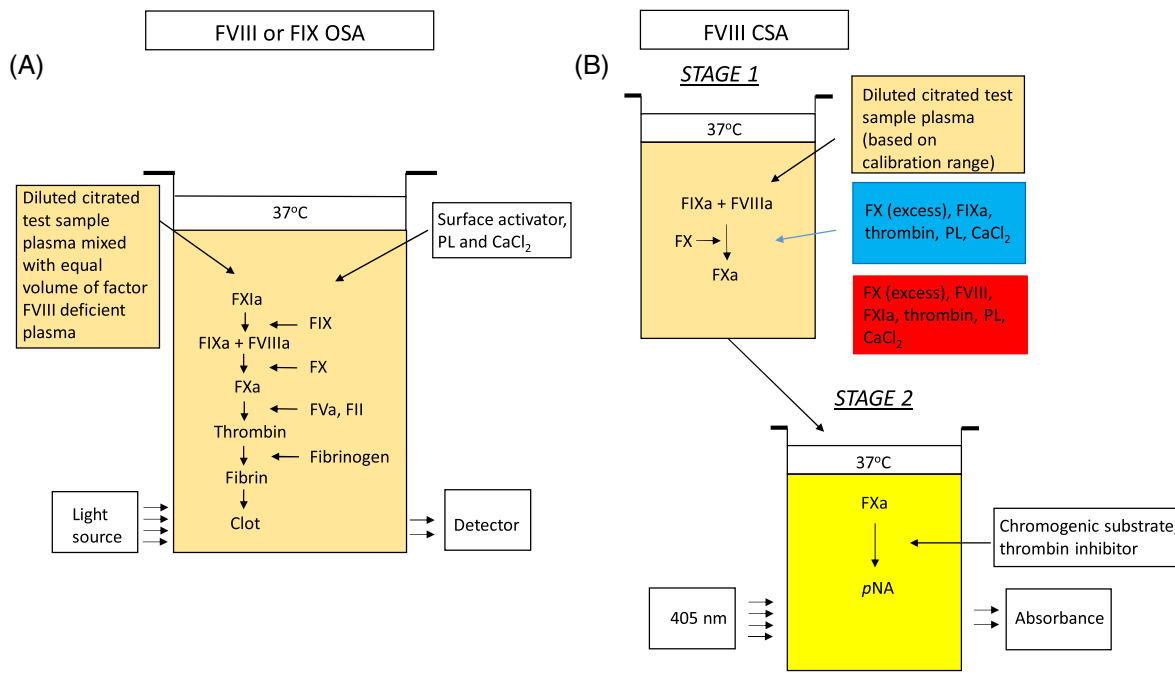 FVIII or FIX OSA
(A)
Diluted citrated
test sample
plasma mixed
with equal
volume of factor
FVIII deficient
plasma
37°C
Surface activator,
PL and CaCl₂
FXIa
FIX
FIXa + FVIIIa
FX
FXa
FVa, FII
Thrombin
Fibrinogen
Fibrin
Clot
Light
source
Detector
FVIII CSA
(B)
STAGE 1
37°C
Diluted citrated test
sample plasma
(based on
calibration range)
FIXa + FVIIIa
FX
FXa
FX (excess), FIXa,
thrombin, PL, CaCl₂
FX (excess), FVIII,
FXIa, thrombin, PL,
CaCl₂
STAGE 2
37°C
FXa
Chromogenic substrate,
thrombin inhibitor
pNA
405 nm
Absorbance